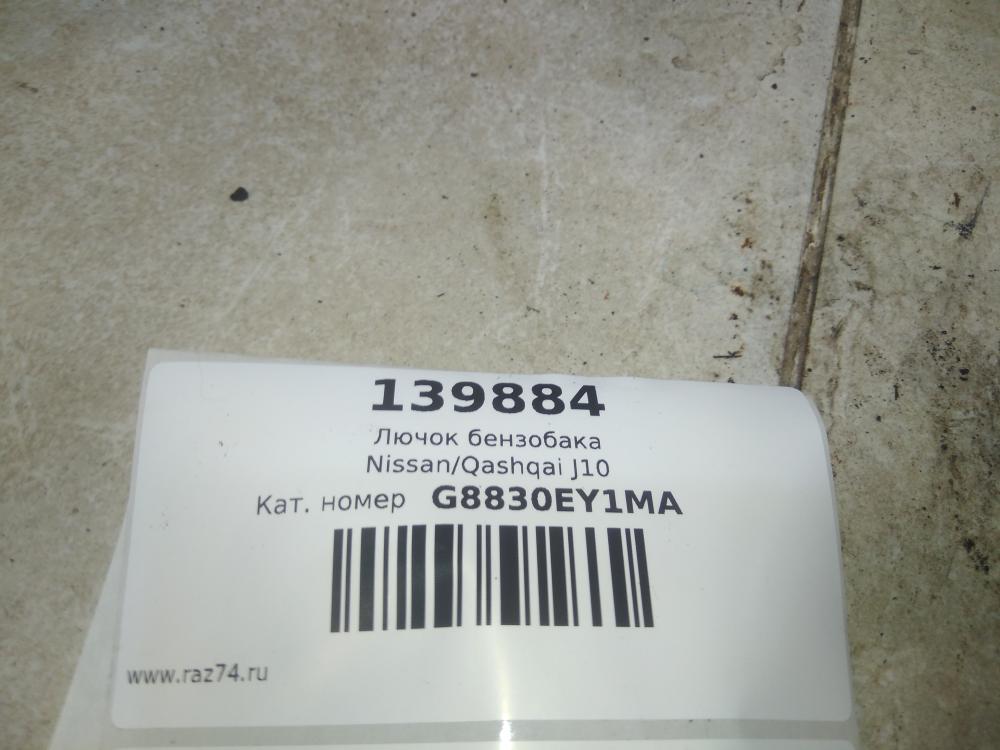 139884
Лючок бензобака
Nissan/Qashqai J10
Кат. номер G8830EY1MA
www.raz74.ru